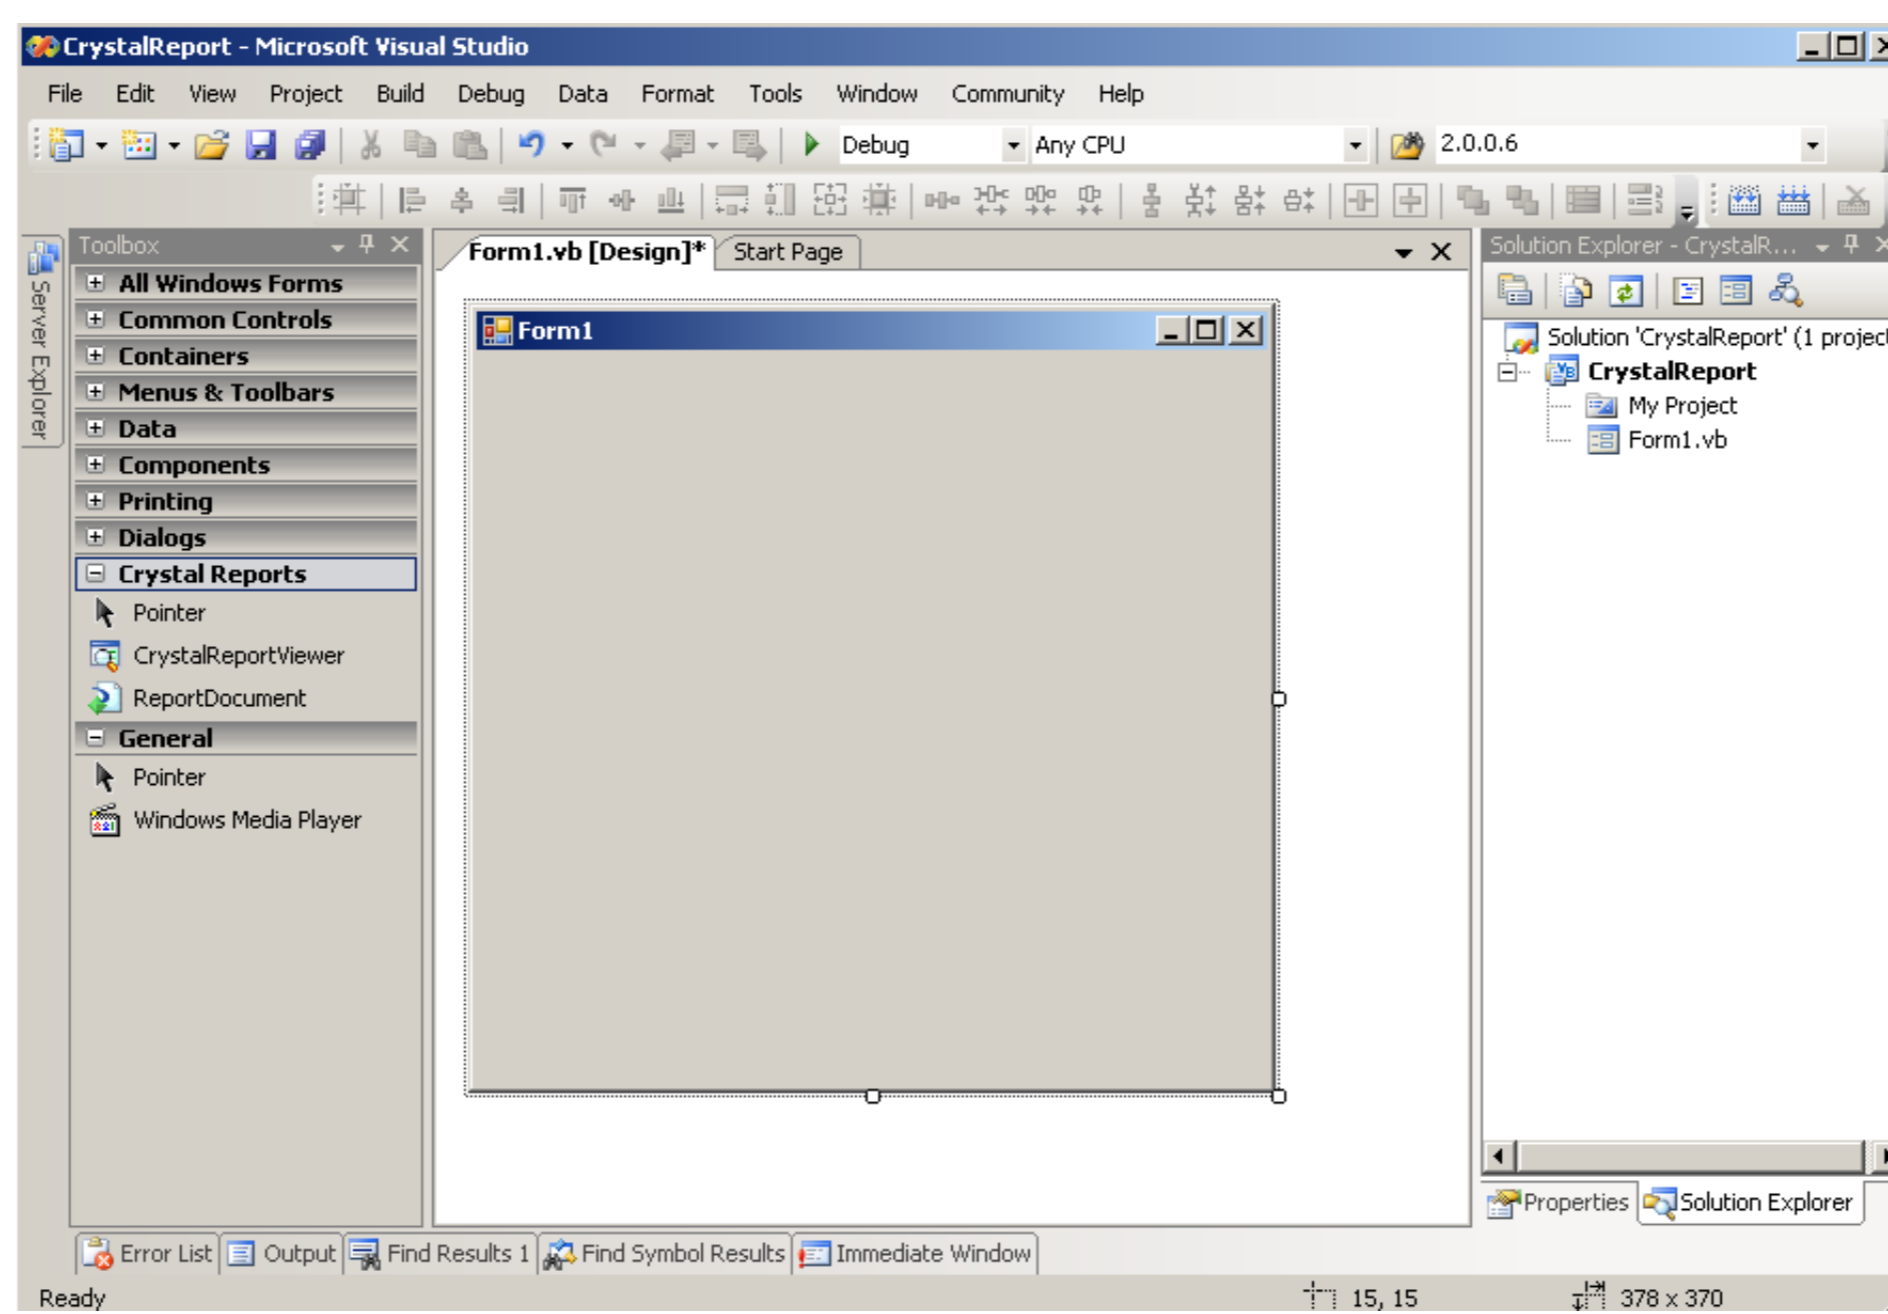 CrystalReport - Microsoft Visual Studio
File Edit View Project Build Debug Data Format Tools Window Community Help
Debug Any CPU 2.0.0.6
Server Explorer
Toolbox
All Windows Forms
Common Controls
Containers
Menus & Toolbars
Data
Components
Printing
Dialogs
Crystal Reports
Pointer
CrystalReportViewer
ReportDocument
General
Pointer
Windows Media Player
Form1.vb [Design]* Start Page
Form1
Solution Explorer - CrystalR...
Solution 'CrystalReport' (1 project
CrystalReport
My Project
Form1.vb
Properties Solution Explorer
Error List Output Find Results 1 Find Symbol Results Immediate Window
Ready 15, 15 378 x 370